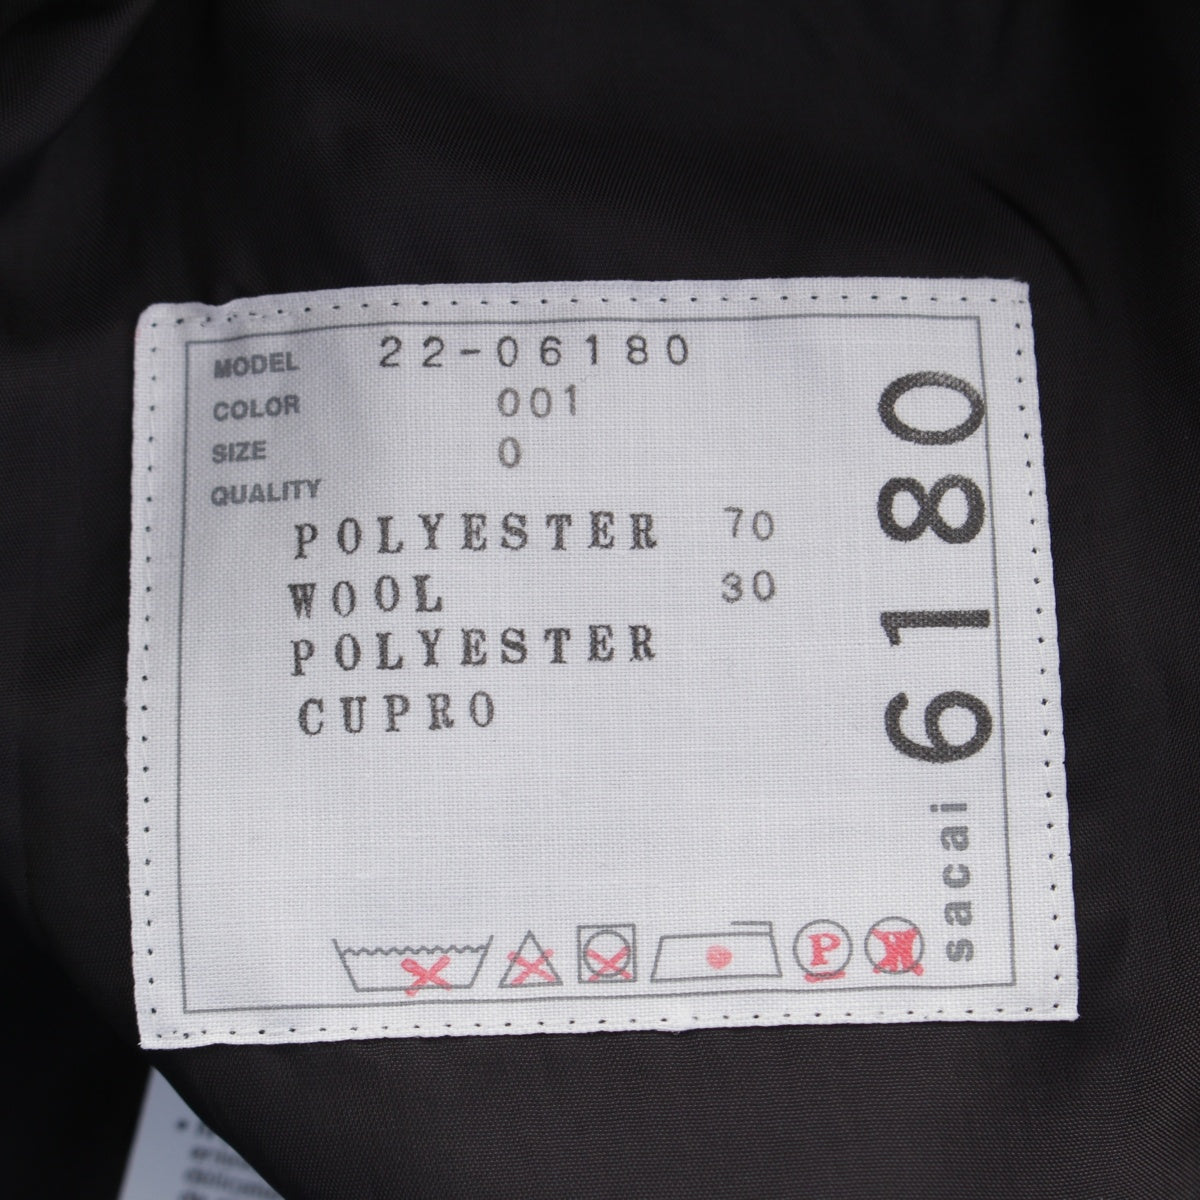 MODEL 22-06180
COLOR 001
SIZE 0
QUALITY
POLYESTER 70
WOOL 30
POLYESTER
CUPRO
P
W
sacai 6180